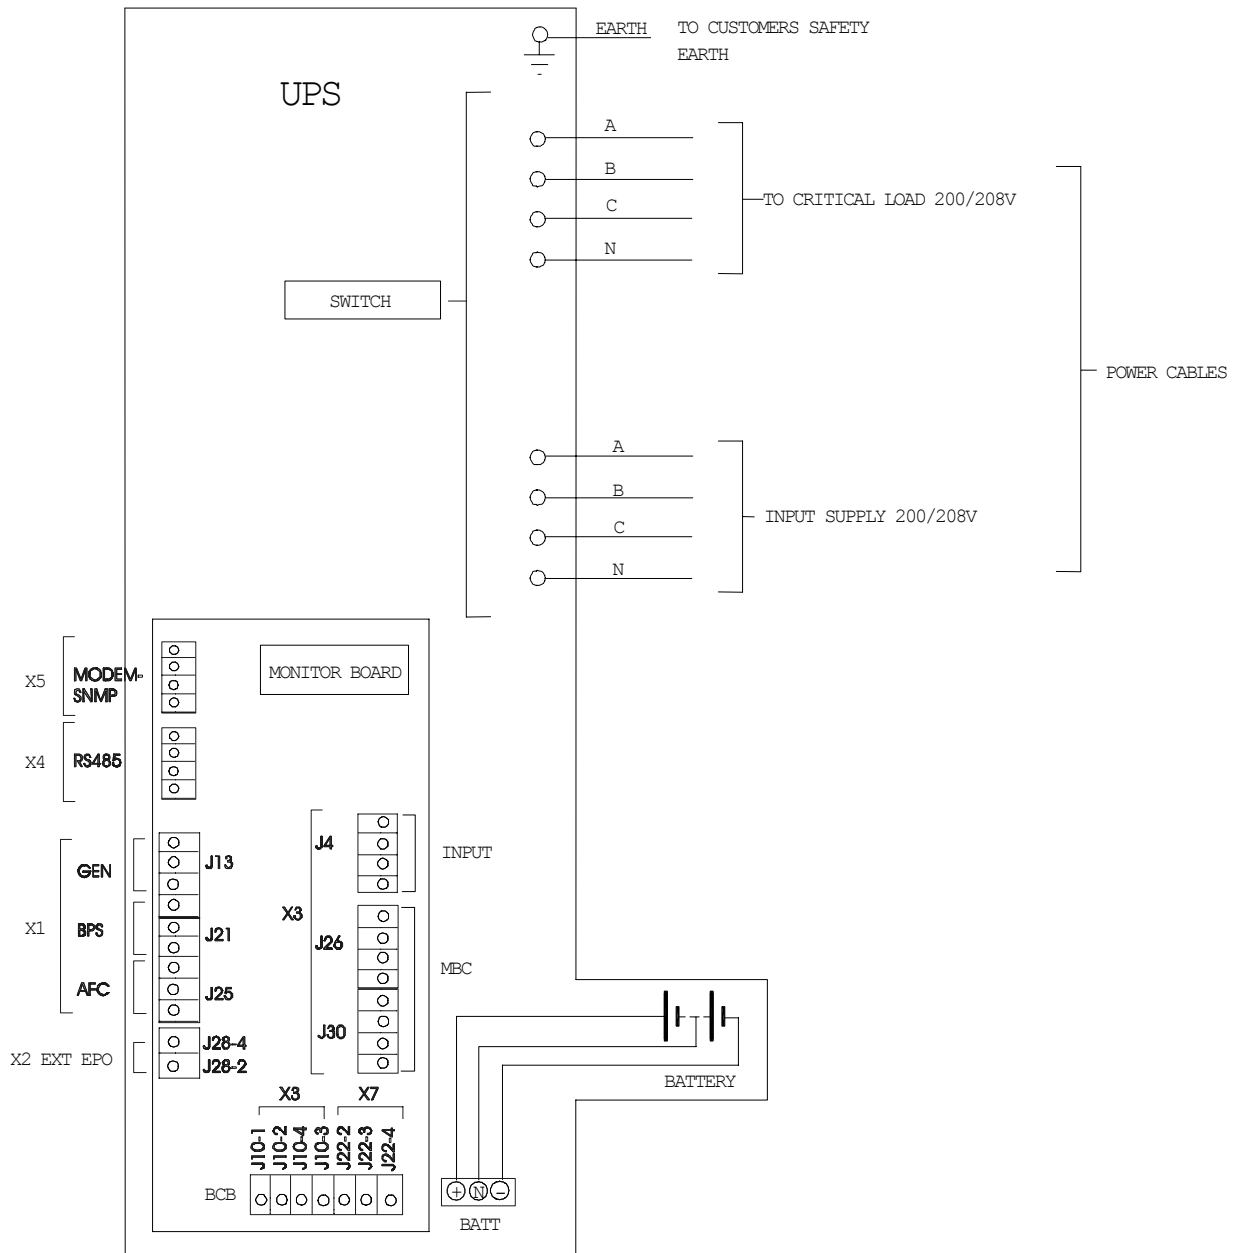 EARTH
TO CUSTOMERS SAFETY
EARTH
UPS
A
B
C
N
TO CRITICAL LOAD 200/208V
SWITCH
POWER CABLES
A
B
C
N
INPUT SUPPLY 200/208V
MONITOR BOARD
X5
MODEM-
SNMP
X4
RS485
X1
GEN
J13
BPS
J21
AFC
J25
X2 EXT EPO
J28-4
J28-2
X3
J4
INPUT
J26
MBC
J30
BATTERY
X3
X7
J10-1
J10-2
J10-4
J10-3
J22-2
J22-3
J22-4
BCB
+ N -
BATT